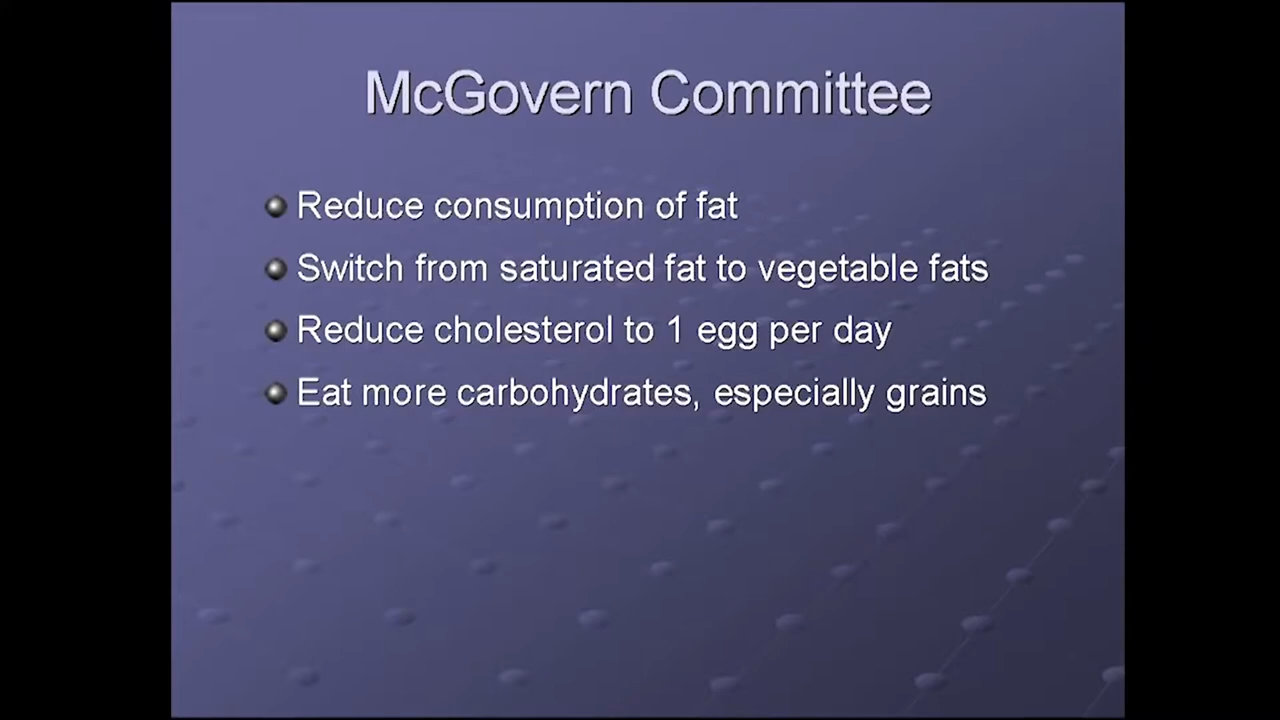 McGovern Committee
Reduce consumption of fat
Switch from saturated fat to vegetable fats
Reduce cholesterol to 1 egg per day
Eat more carbohydrates, especially grains